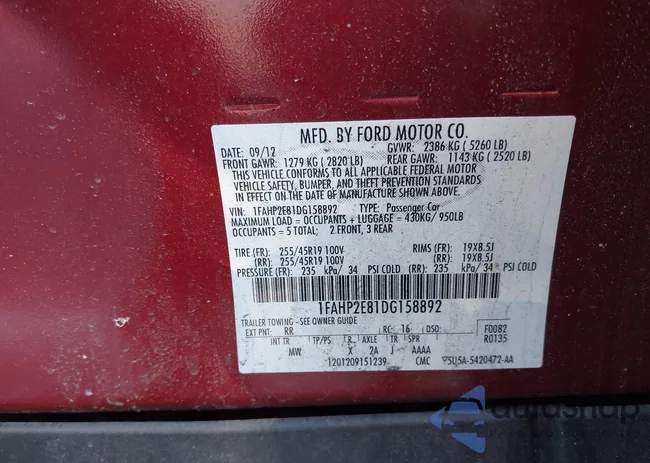 MFD. BY FORD MOTOR CO.
DATE: 09/12 GVWR: 2386 KG ( 5260 LB)
FRONT GAWR: 1279 KG ( 2820 LB) REAR GAWR: 1143 KG ( 2520 LB)
THIS VEHICLE CONFORMS TO ALL APPLICABLE FEDERAL MOTOR
VEHICLE SAFETY, BUMPER, AND THEFT PREVENTION STANDARDS
IN EFFECT ON THE DATE OF MANUFACTURE SHOWN ABOVE.
VIN: 1FAHP2E81DG158892 TYPE: Passenger Car
MAXIMUM LOAD = OCCUPANTS + LUGGAGE = 430KG/ 950LB
OCCUPANTS = 5 TOTAL; 2 FRONT, 3 REAR
TIRE (FR): 255/45R19 100V RIMS (FR): 19X8.5J
(RR): 255/45R19 100V (RR): 19X8.5J
PRESSURE (FR): 235 kPa/ 34 PSI COLD (RR): 235 kPa/ 34 PSI COLD
1FAHP2E81DG158892
TRAILER TOWING - SEE OWNER GUIDE
EXT PNT: RR RC: 16 DSO: F0082
INT TR TP/PS R AXLE TR SPR R0135
MW X 2A J AAAA
1201209151239 CMC 5U5A-5420472-AA
autoshop